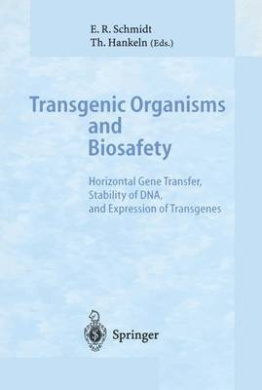 E. R. Schmidt
Th. Hankeln (Eds.)
Transgenic Organisms
and
Biosafety
Horizontal Gene Transfer,
Stability of DNA,
and Expression of Transgenes
Springer